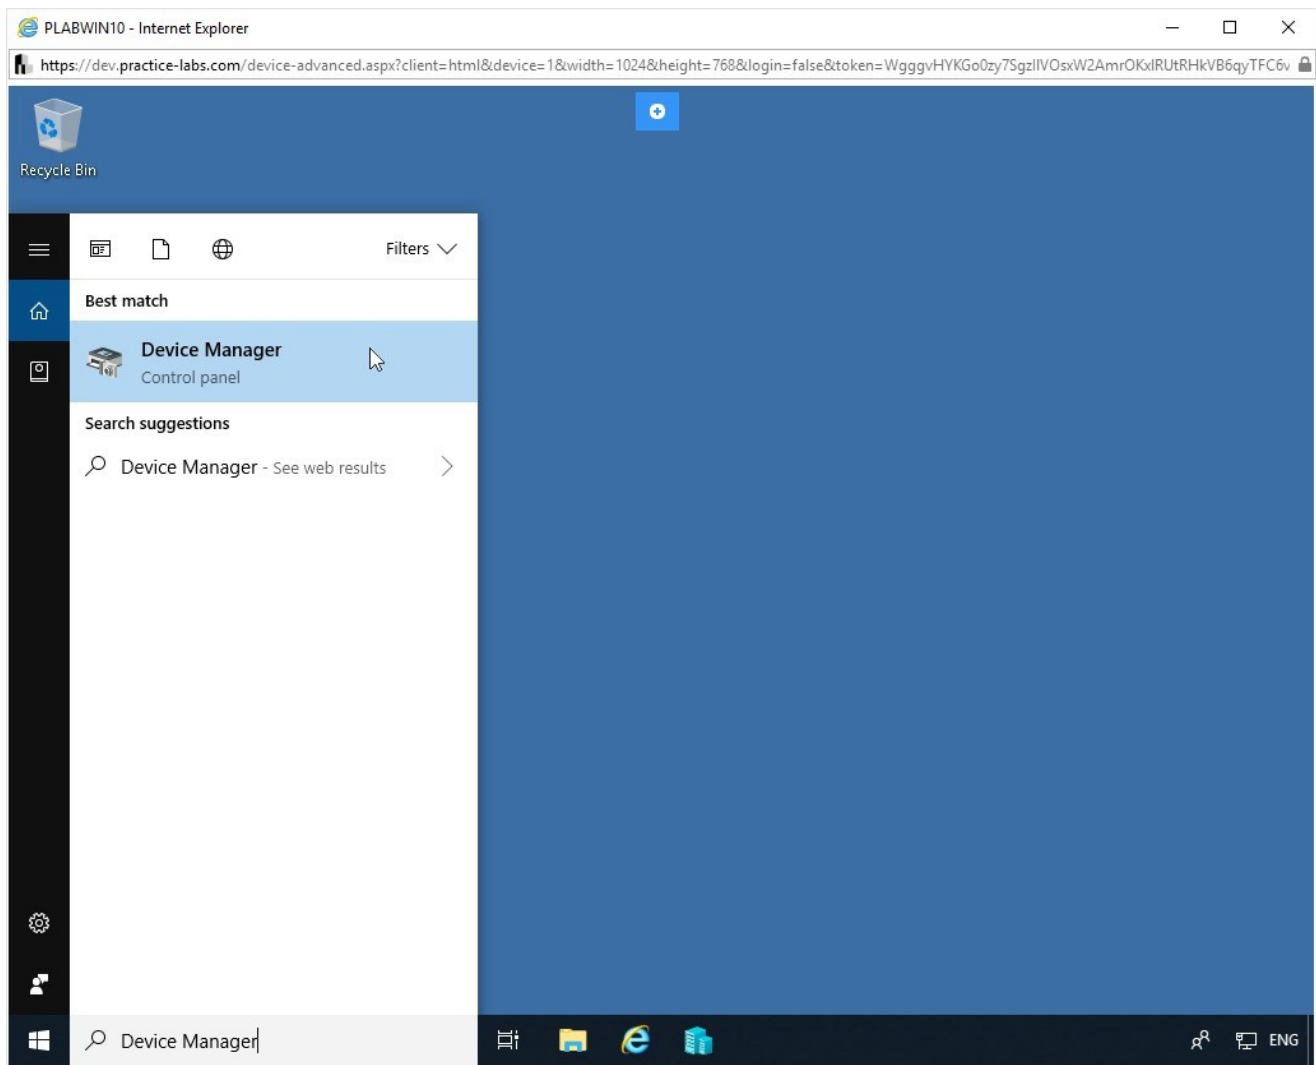 PLABWIN10 - Internet Explorer
https://dev.practice-labs.com/device-advanced.aspx?client=html&device=1&width=1024&height=768&login=false&token=
Recycle Bin
Filters
Best match
Device Manager
Control panel
Search suggestions
Device Manager - See web results
Device Manager
ENG